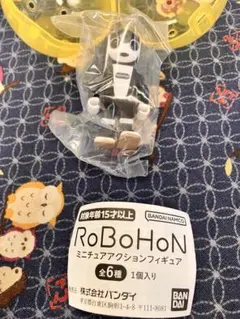 対象年齢15才以上
BANDAI NAMCO
RoBoHoN
ミニチュアアクションフィギュア
全6種 1個入り
株式会社バンダイ
BAN
DAI